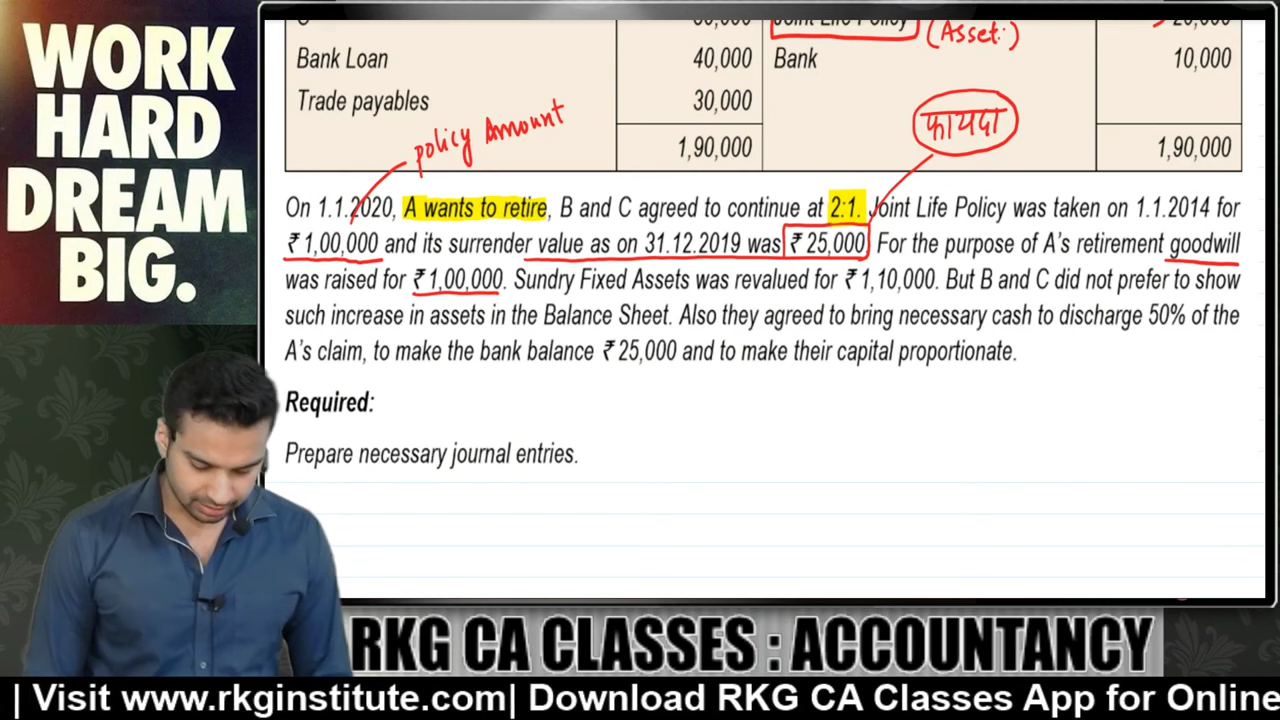 WORK
HARD
DREAM
BIG.
Joint Life Policy
(Asset:)
20,000
Bank Loan 40,000 Bank 10,000
Trade payables 30,000
policy Amount
फायदा
1,90,000 1,90,000
On 1.1.2020, A wants to retire, B and C agreed to continue at 2:1. Joint Life Policy was taken on 1.1.2014 for
₹ 1,00,000 and its surrender value as on 31.12.2019 was ₹ 25,000. For the purpose of A's retirement goodwill
was raised for ₹ 1,00,000. Sundry Fixed Assets was revalued for ₹ 1,10,000. But B and C did not prefer to show
such increase in assets in the Balance Sheet. Also they agreed to bring necessary cash to discharge 50% of the
A's claim, to make the bank balance ₹ 25,000 and to make their capital proportionate.
Required:
Prepare necessary journal entries.
RKG CA CLASSES : ACCOUNTANCY
| Visit www.rkginstitute.com| Download RKG CA Classes App for Online